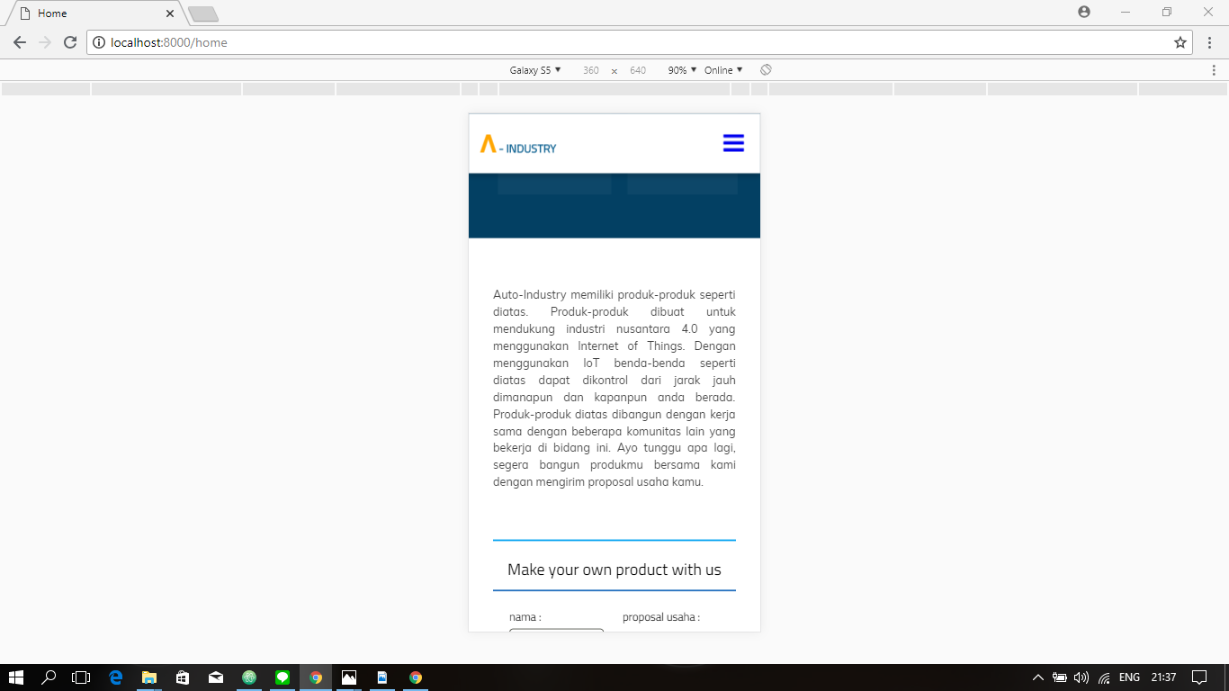 Home
localhost:8000/home
Galaxy S5 ▼ 360 x 640 90% ▼ Online ▼
Λ - INDUSTRY
Auto-Industry memiliki produk-produk seperti
diatas. Produk-produk dibuat untuk
mendukung industri nusantara 4.0 yang
menggunakan Internet of Things. Dengan
menggunakan IoT benda-benda seperti
diatas dapat dikontrol dari jarak jauh
dimanapun dan kapanpun anda berada.
Produk-produk diatas dibangun dengan kerja
sama dengan beberapa komunitas lain yang
bekerja di bidang ini. Ayo tunggu apa lagi,
segera bangun produkmu bersama kami
dengan mengirim proposal usaha kamu.
Make your own product with us
nama : proposal usaha :
ENG 21:37